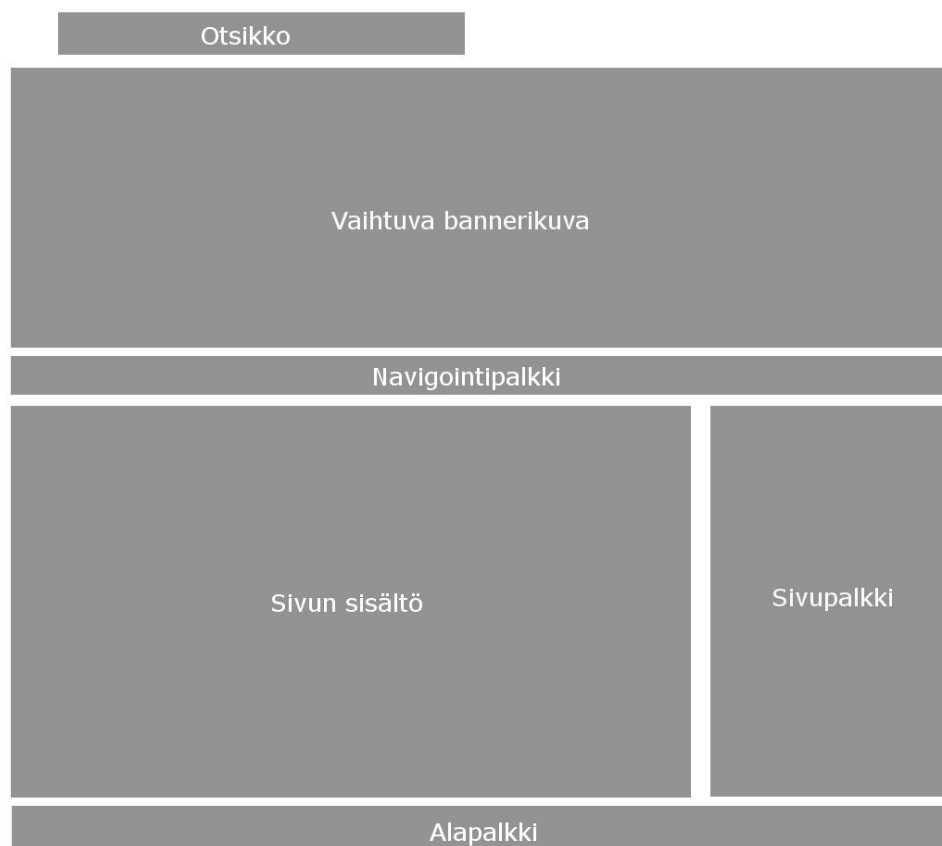 Otsikko
Vaihtuva bannerikuva
Navigointipalkki
Sivun sisältö
Sivupalkki
Alapalkki